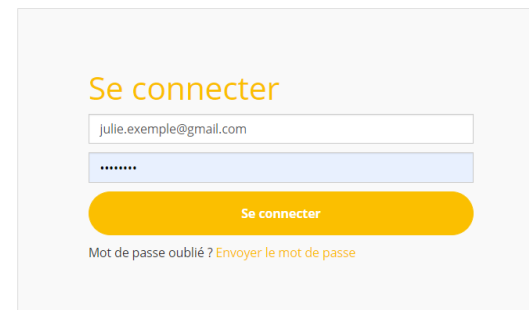 Se connecter
julie.exemple@gmail.com
••••••••
Se connecter
Mot de passe oublié ? Envoyer le mot de passe